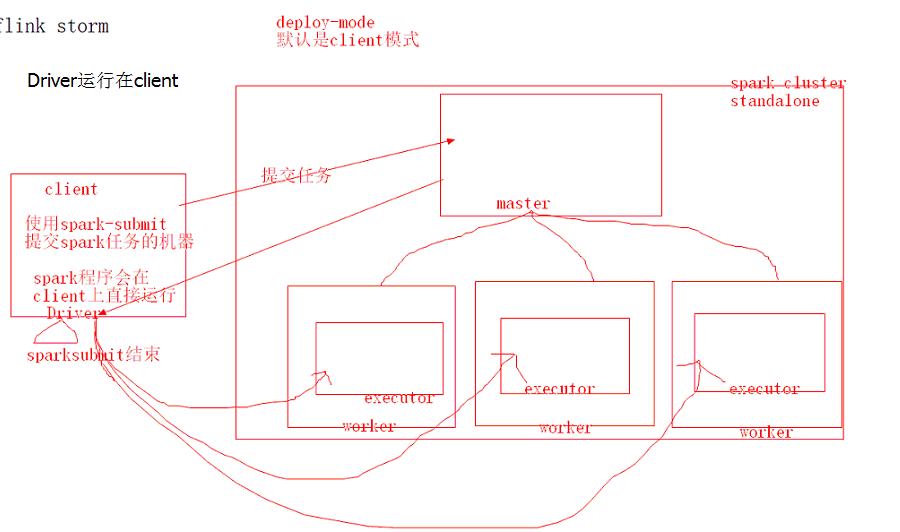 flink storm
deploy-mode
默认是client模式
Driver运行在client
spark cluster
standalone
提交任务
master
client
使用spark-submit
提交spark任务的机器
spark程序会在
client上直接运行
Driver
sparksubmit结束
executor
worker
executor
worker
executor
worker